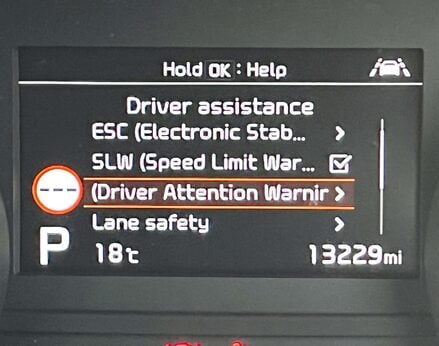 Hold OK : Help
Driver assistance
ESC (Electronic Stab...
SLW (Speed Limit War...
(Driver Attention Warnir
Lane safety
---
P 18℃ 13229mi